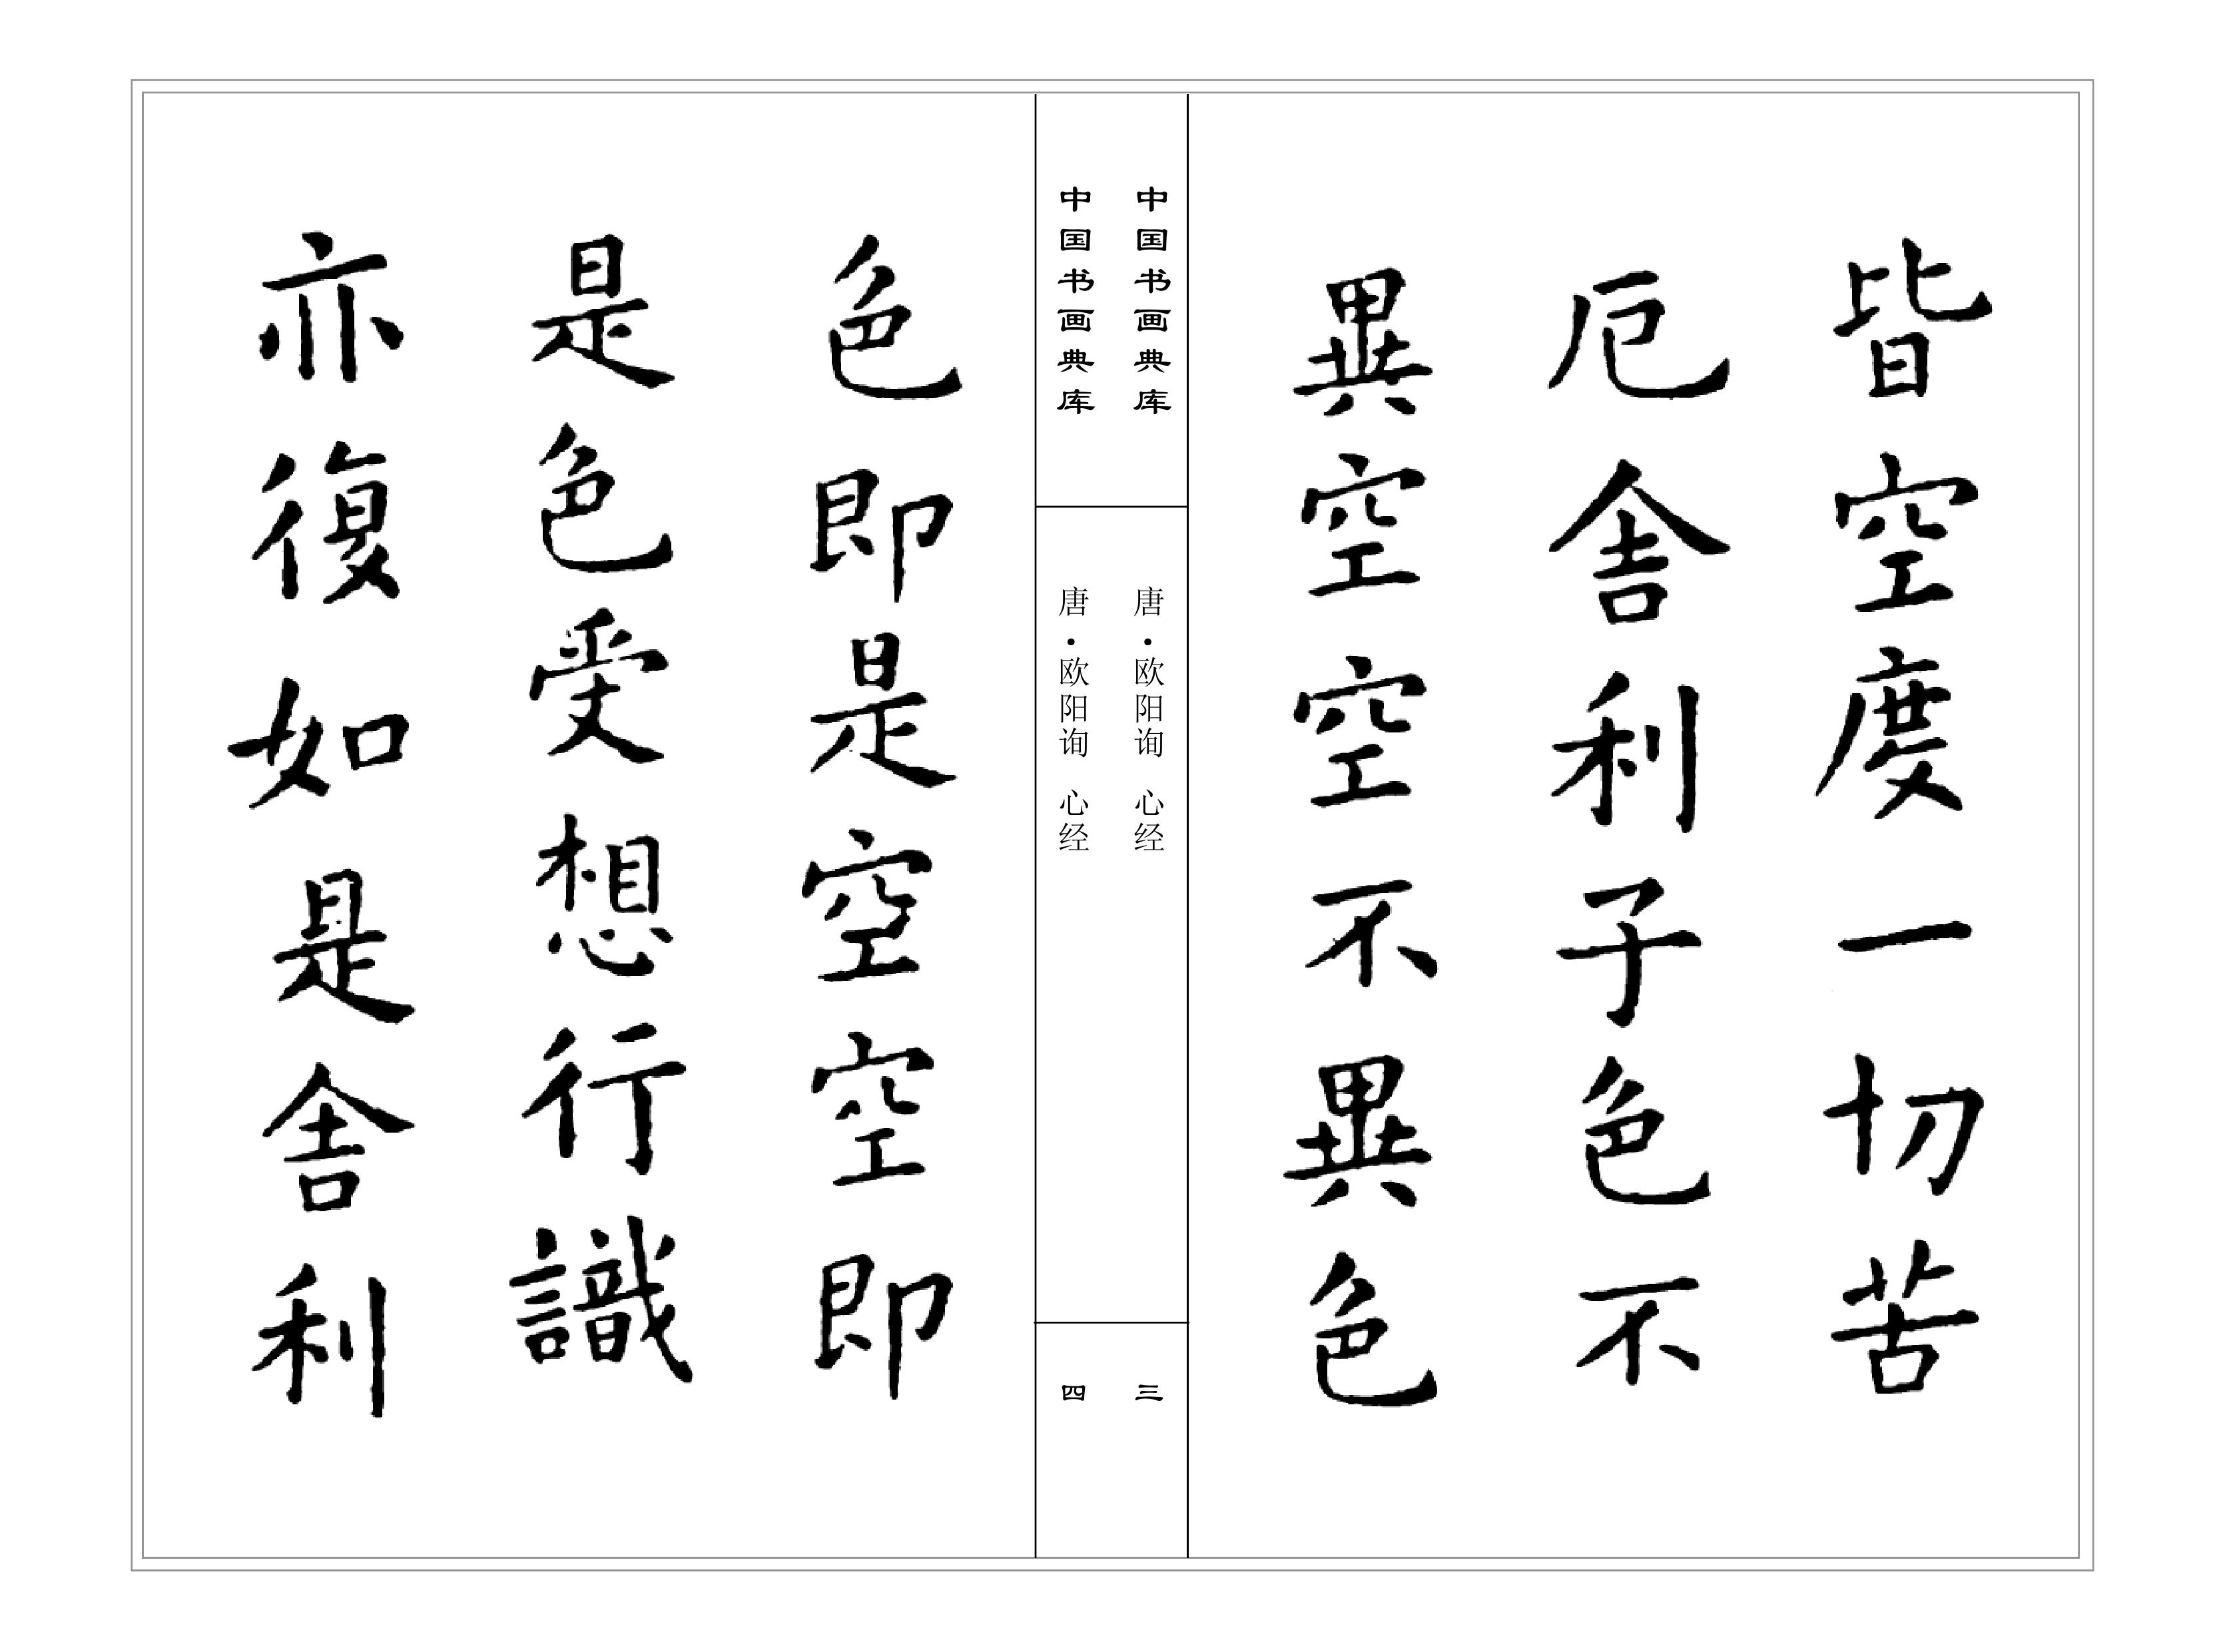 皆空度一切苦
厄舍利子色不
異空空不異色
中国书画典库
唐·欧阳询 心经
三
中国书画典库
唐·欧阳询 心经
四
色即是空空即
是色受想行識
亦復如是舍利